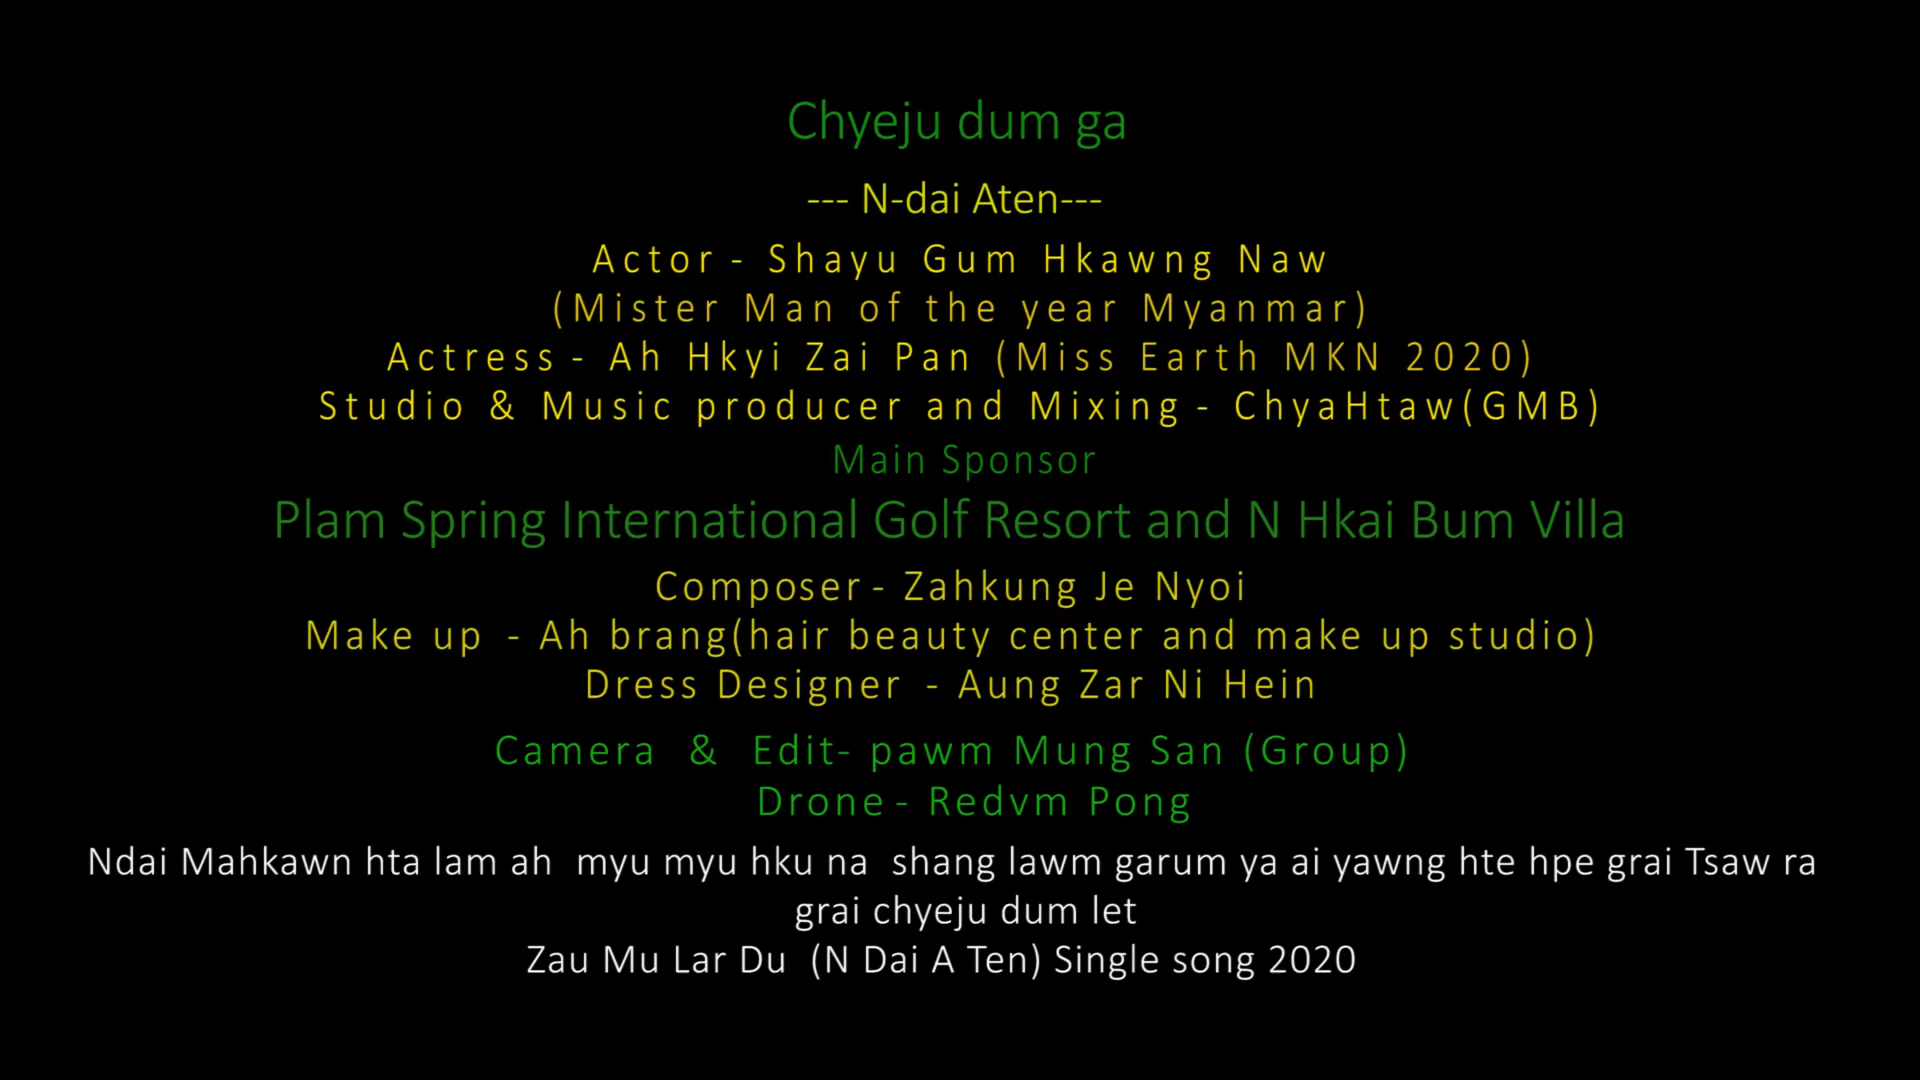 Chyeju dum ga
--- N-dai Aten---
Actor - Shayu Gum Hkawng Naw
(Mister Man of the year Myanmar)
Actress - Ah Hkyi Zai Pan (Miss Earth MKN 2020)
Studio & Music producer and Mixing - ChyaHtaw(GMB)
Main Sponsor
Plam Spring International Golf Resort and N Hkai Bum Villa
Composer - Zahkung Je Nyoi
Make up - Ah brang(hair beauty center and make up studio)
Dress Designer - Aung Zar Ni Hein
Camera & Edit- pawm Mung San (Group)
Drone - Redvm Pong
Ndai Mahkawn hta lam ah myu myu hku na shang lawm garum ya ai yawng hte hpe grai Tsaw ra
grai chyeju dum let
Zau Mu Lar Du (N Dai A Ten) Single song 2020